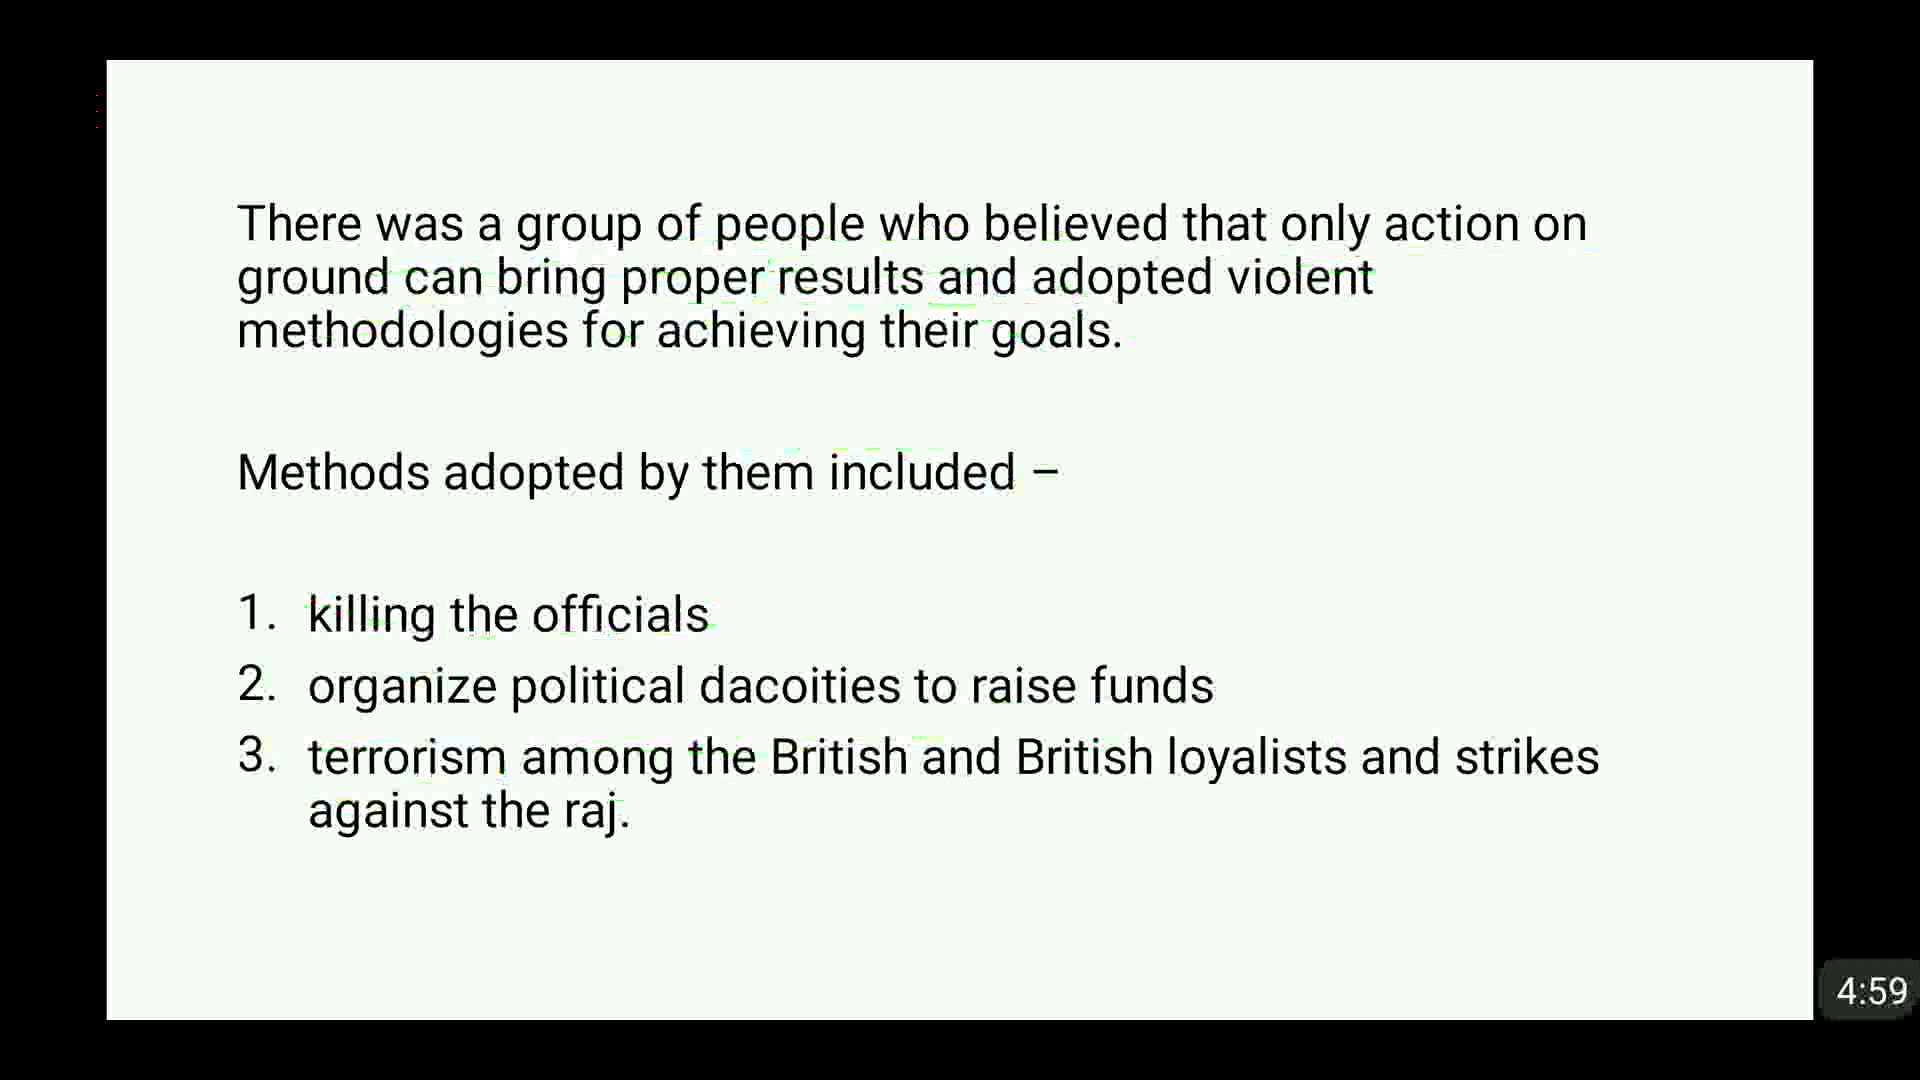 There was a group of people who believed that only action on
ground can bring proper results and adopted violent
methodologies for achieving their goals.
Methods adopted by them included –
1. killing the officials
2. organize political dacoities to raise funds
3. terrorism among the British and British loyalists and strikes
against the raj.
4:59